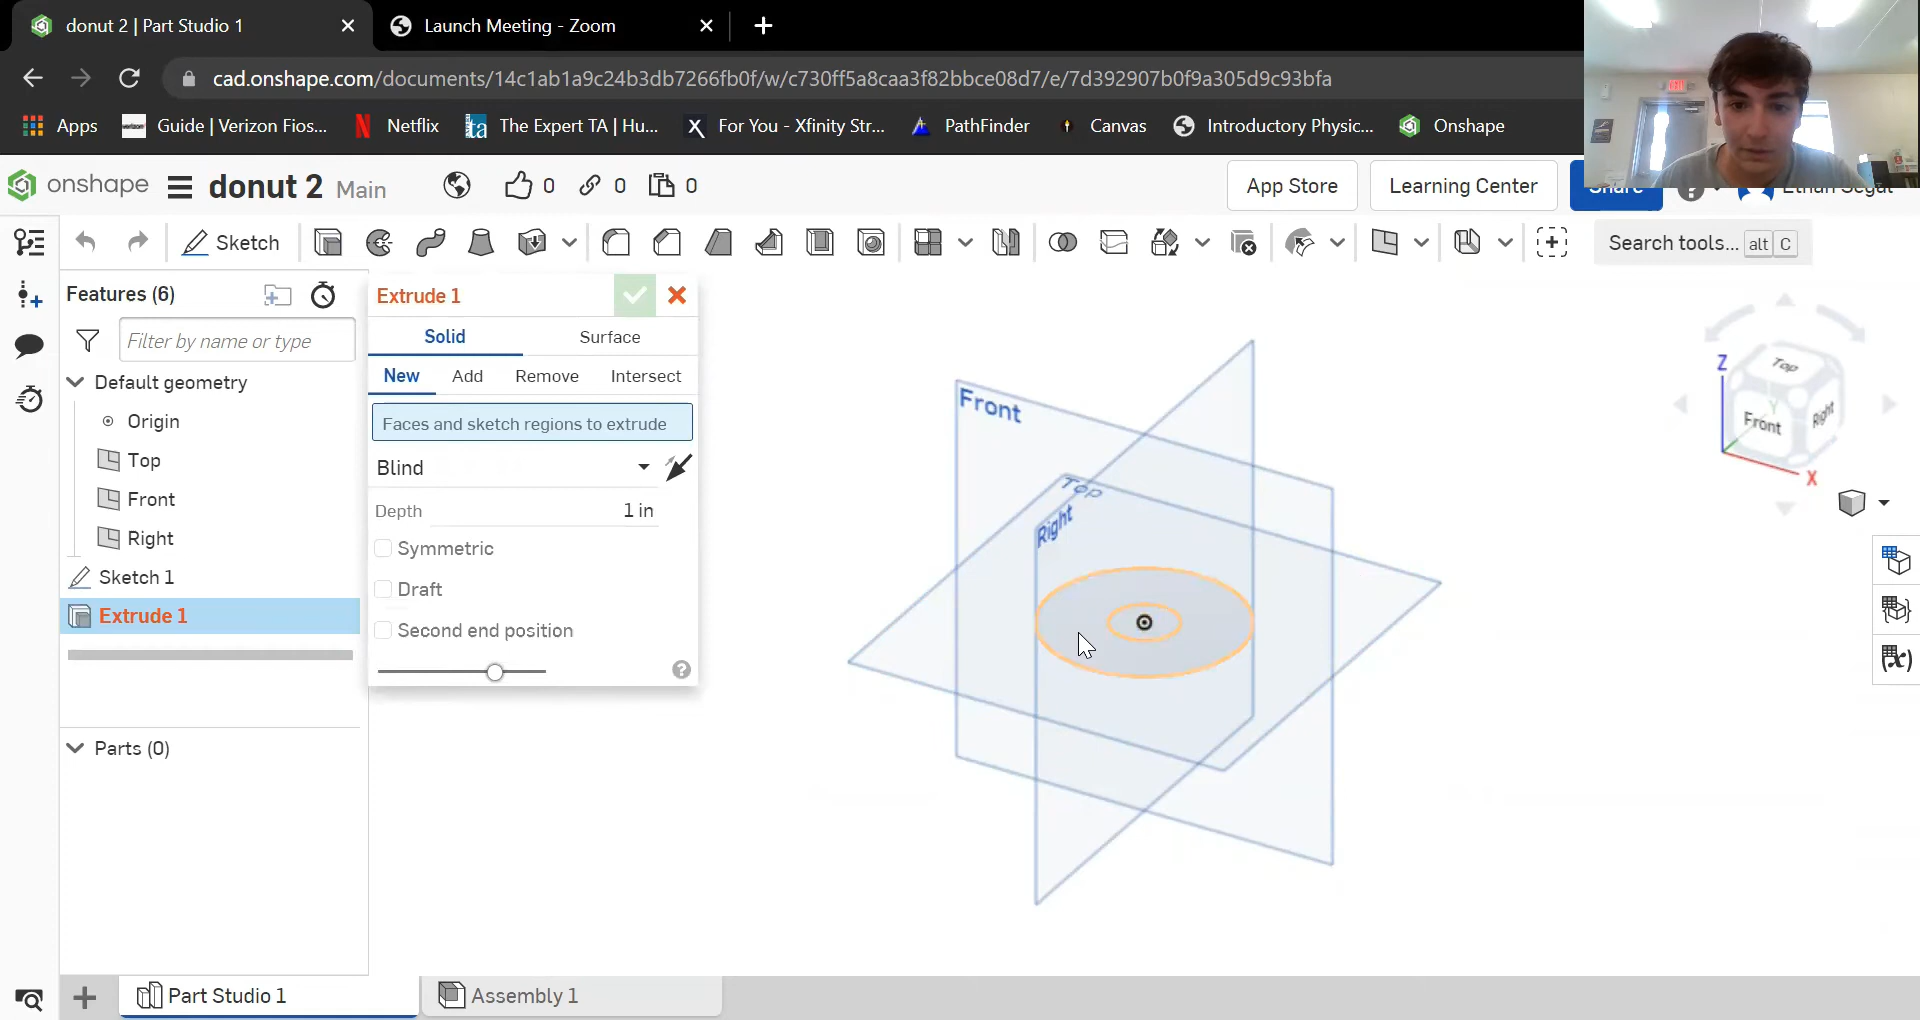 donut 2 | Part Studio 1
Launch Meeting - Zoom
cad.onshape.com/documents/14c1ab1a9c24b3db7266fb0f/w/c730ff5a8caa3f82bbce08d7/e/7d392907b0f9a305d9c93bfa
Apps
Guide | Verizon Fios...
Netflix
The Expert TA | Hu...
For You - Xfinity Str...
PathFinder
Canvas
Introductory Physic...
Onshape
onshape
donut 2 Main
0
0
0
App Store
Learning Center
Share
Sketch
Search tools... alt C
Features (6)
Filter by name or type
Default geometry
Origin
Top
Front
Right
Sketch 1
Extrude 1
Parts (0)
Extrude 1
Solid
Surface
New
Add
Remove
Intersect
Faces and sketch regions to extrude
Blind
Depth
1 in
Symmetric
Draft
Second end position
Front
Top
Right
Z
Top
Y
Front
Right
X
Part Studio 1
Assembly 1